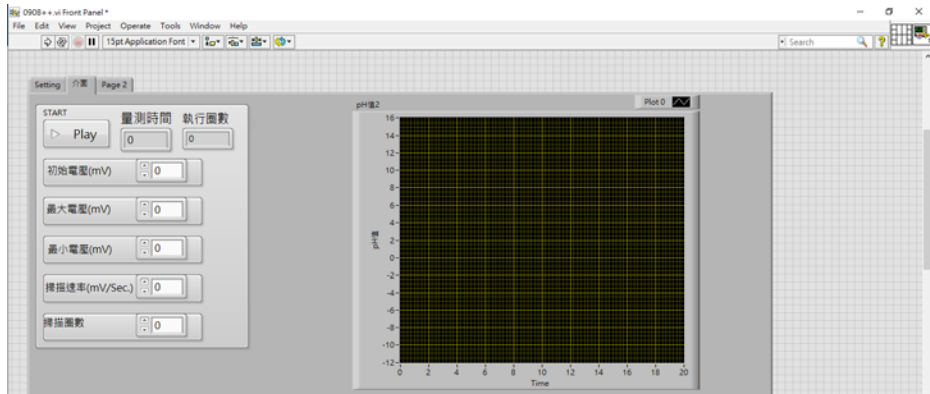 0908++.vi Front Panel *
File Edit View Project Operate Tools Window Help
15pt Application Font
Search
Setting 介面 Page 2
START
Play
量測時間 執行圈數
0 0
初始電壓(mV) 0
最大電壓(mV) 0
最小電壓(mV) 0
掃描速率(mV/Sec.) 0
掃描圈數 0
pH值2
Plot 0
16
14
12
10
8
6
4
2
0
-2
-4
-6
-8
-10
-12
pH值
0 2 4 6 8 10 12 14 16 18 20
Time